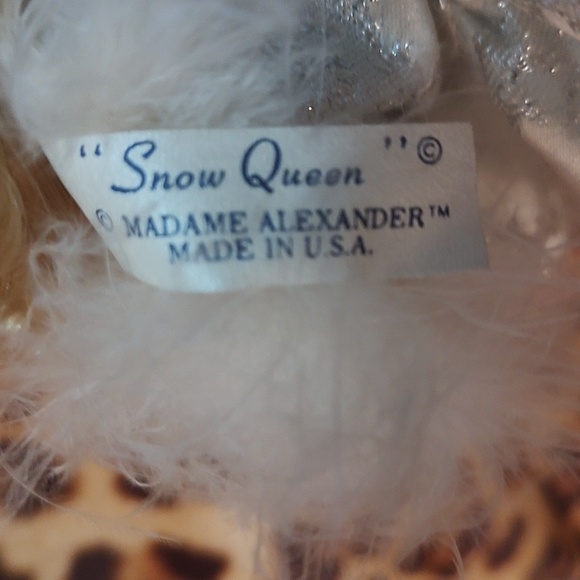 “Snow Queen”©
© MADAME ALEXANDER™
MADE IN U.S.A.